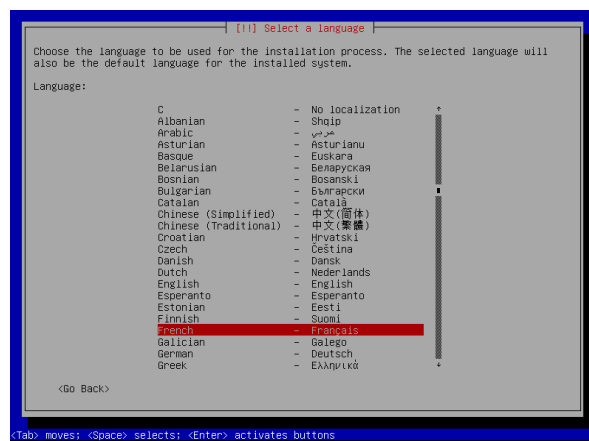 [!!] Select a language
Choose the language to be used for the installation process. The selected language will
also be the default language for the installed system.
Language:
C - No localization
Albanian - Shqip
Arabic - عربي
Asturian - Asturianu
Basque - Euskara
Belarusian - Беларуская
Bosnian - Bosanski
Bulgarian - Български
Catalan - Català
Chinese (Simplified) - 中文(简体)
Chinese (Traditional) - 中文(繁體)
Croatian - Hrvatski
Czech - Čeština
Danish - Dansk
Dutch - Nederlands
English - English
Esperanto - Esperanto
Estonian - Eesti
Finnish - Suomi
French - Français
Galician - Galego
German - Deutsch
Greek - Ελληνικά
<Go Back>
<Tab> moves; <Space> selects; <Enter> activates buttons